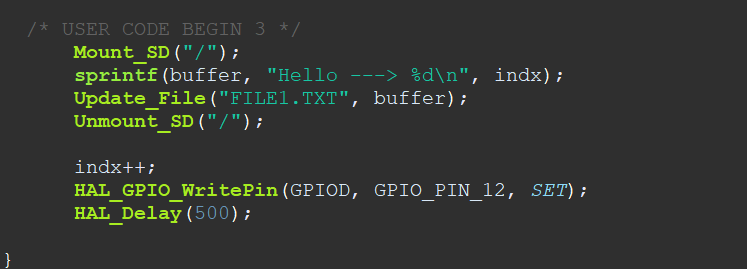 /* USER CODE BEGIN 3 */
Mount_SD("/");
sprintf(buffer, "Hello ---> %d\n", indx);
Update_File("FILE1.TXT", buffer);
Unmount_SD("/");
indx++;
HAL_GPIO_WritePin(GPIOD, GPIO_PIN_12, SET);
HAL_Delay(500);
}